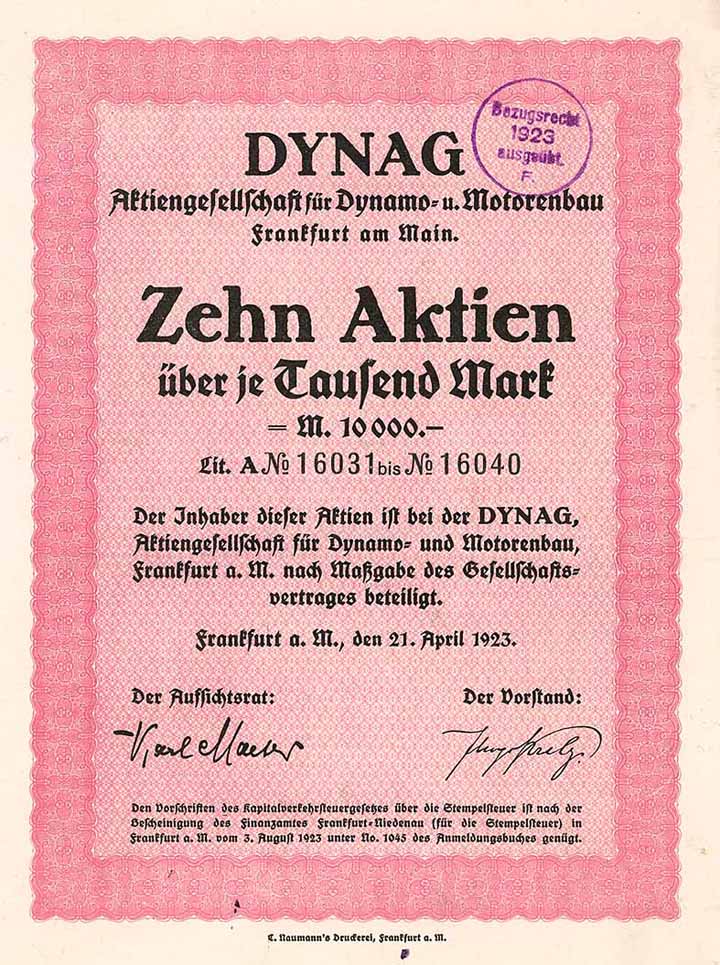 DYNAG
Aktiengesellschaft für Dynamo- u. Motorenbau
Frankfurt am Main.
Bezugsrecht
1923
ausgeübt.
F.
Zehn Aktien
über je Tausend Mark
= M. 10 000.–
Lit. A No 16031 bis No 16040
Der Inhaber dieser Aktien ist bei der DYNAG,
Aktiengesellschaft für Dynamo- und Motorenbau,
Frankfurt a. M. nach Maßgabe des Gesellschafts-
vertrages beteiligt.
Frankfurt a. M., den 21. April 1923.
Der Aufsichtsrat:
Der Vorstand:
Den Vorschriften des Kapitalverkehrsteuergesetzes über die Stempelsteuer ist nach der
Bescheinigung des Finanzamtes Frankfurt-Niedenau (für die Stempelsteuer) in
Frankfurt a. M. vom 3. August 1923 unter No. 1045 des Anmeldungsbuches genügt.
C. Naumann's Druckerei, Frankfurt a. M.